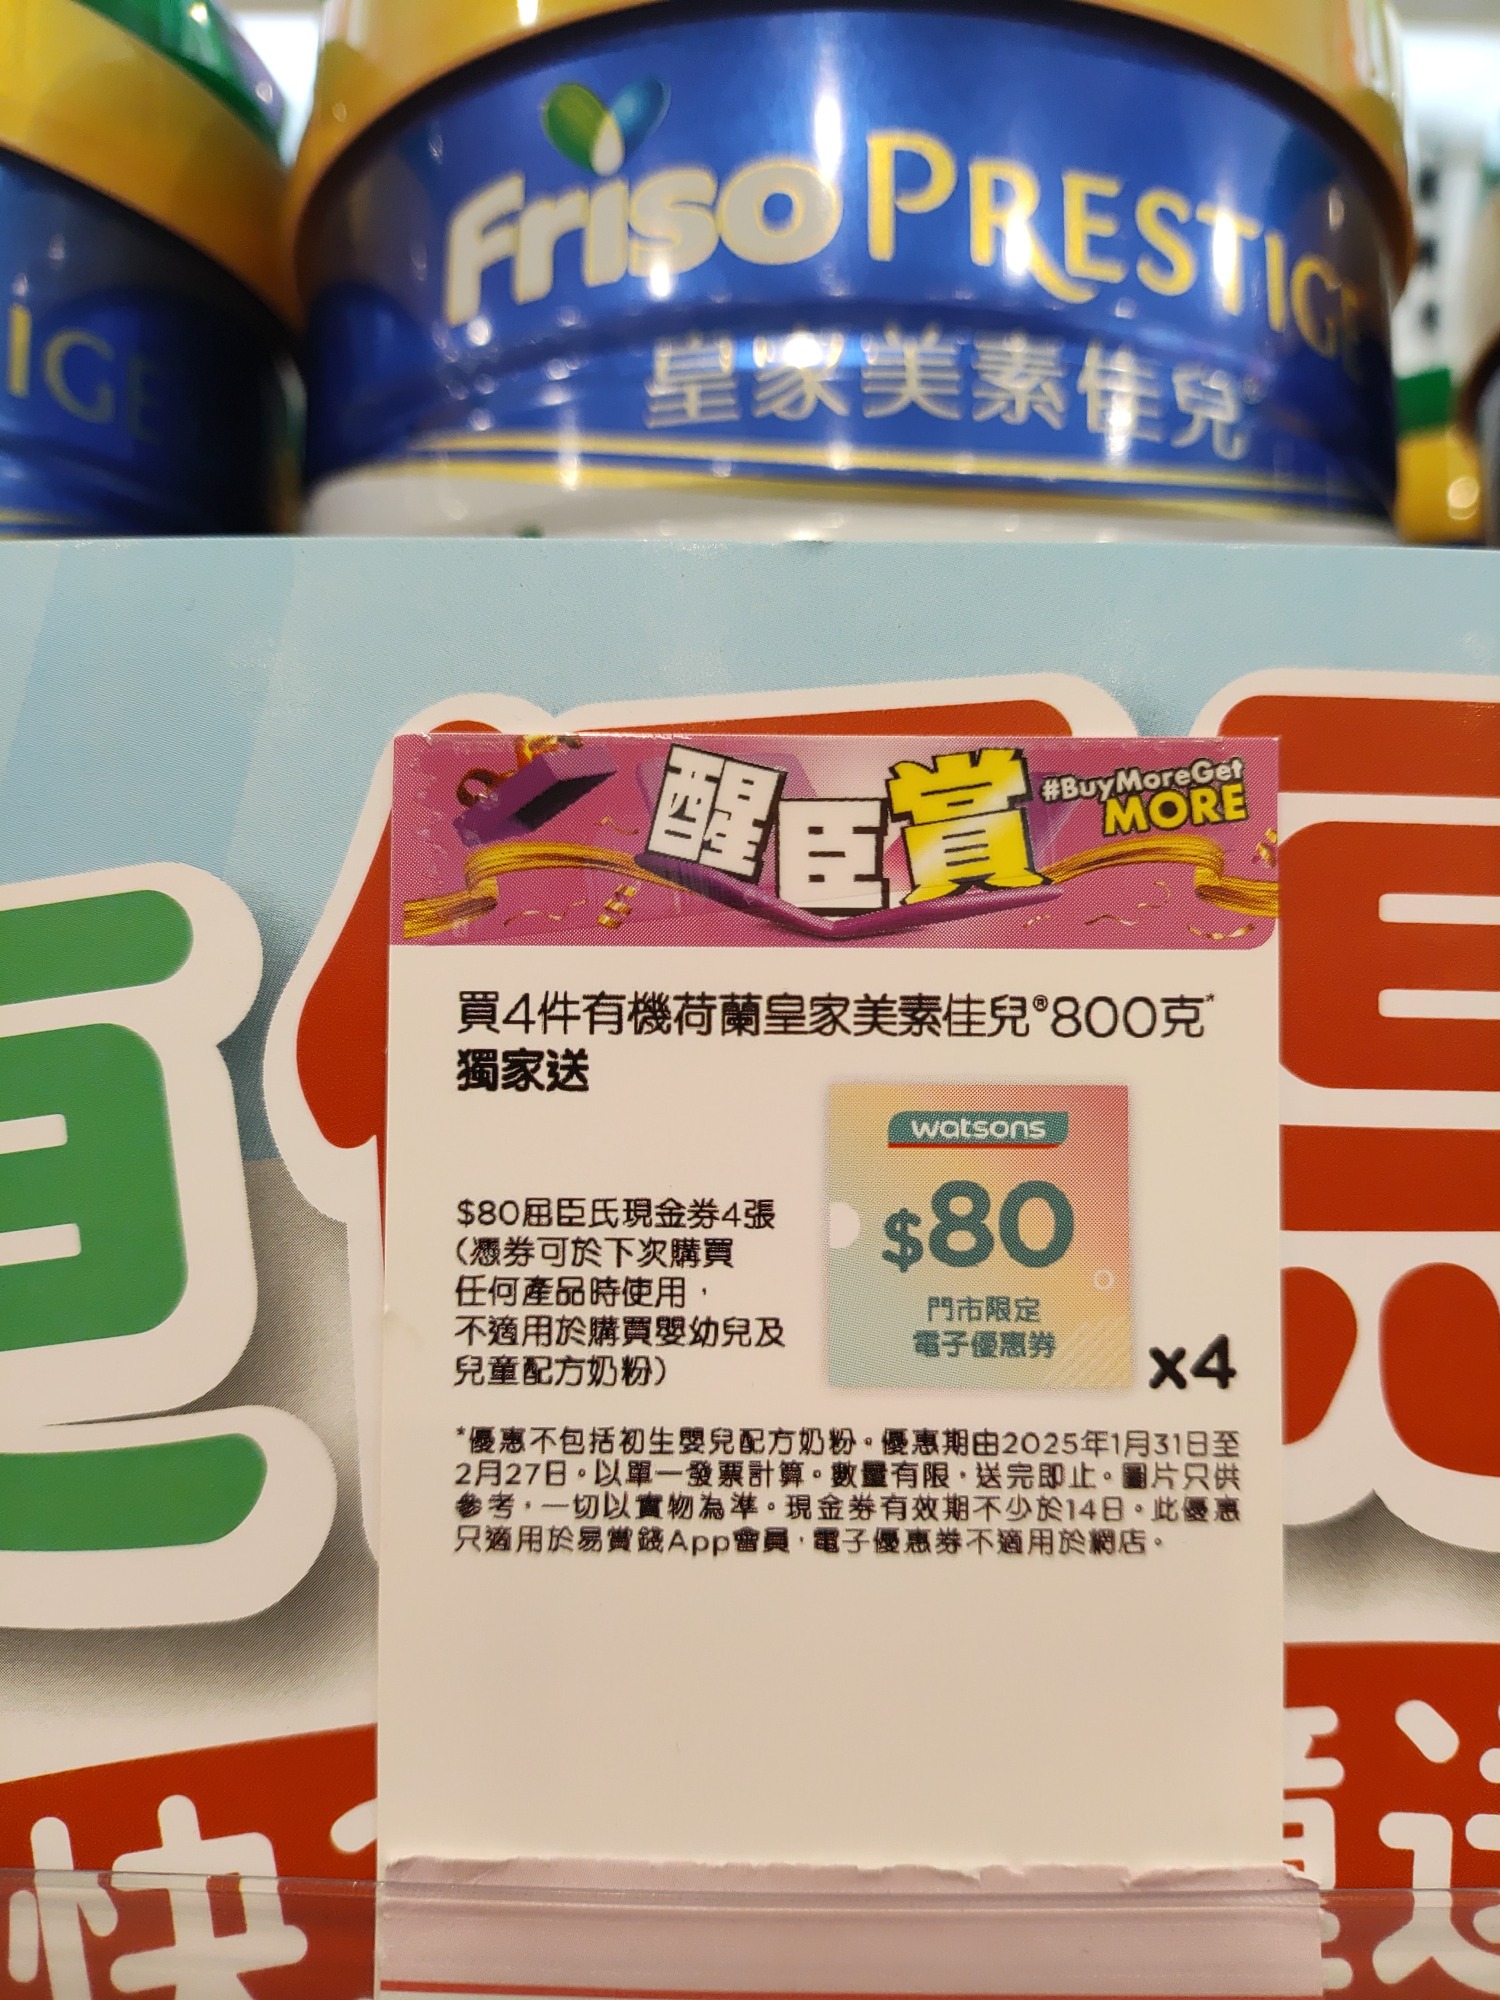 Friso PRESTIGE
皇家美素佳兒
IGE
醒臣賞
#BuyMoreGet
MORE
買4件有機荷蘭皇家美素佳兒®800克*
獨家送
watsons
$80
門市限定
電子優惠券
x4
$80屈臣氏現金券4張
(憑券可於下次購買
任何產品時使用，
不適用於購買嬰幼兒及
兒童配方奶粉)
*優惠不包括初生嬰兒配方奶粉。優惠期由2025年1月31日至
2月27日。以單一發票計算。數量有限，送完即止。圖片只供
參考，一切以實物為準。現金券有效期不少於14日。此優惠
只適用於易賞錢App會員，電子優惠券不適用於網店。
快